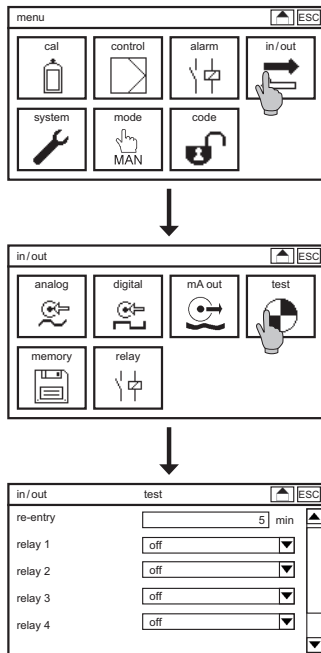 menu ESC
cal control alarm in/out
system mode code
MAN
in/out ESC
analog digital mA out test
memory relay
in/out test ESC
re-entry 5 min
relay 1 off
relay 2 off
relay 3 off
relay 4 off